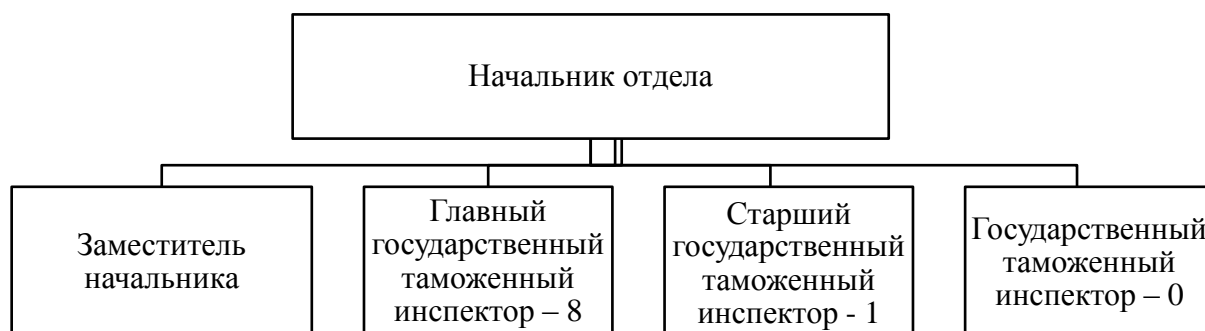 Начальник отдела
Заместитель
начальника
Главный
государственный
таможенный
инспектор – 8
Старший
государственный
таможенный
инспектор - 1
Государственный
таможенный
инспектор – 0